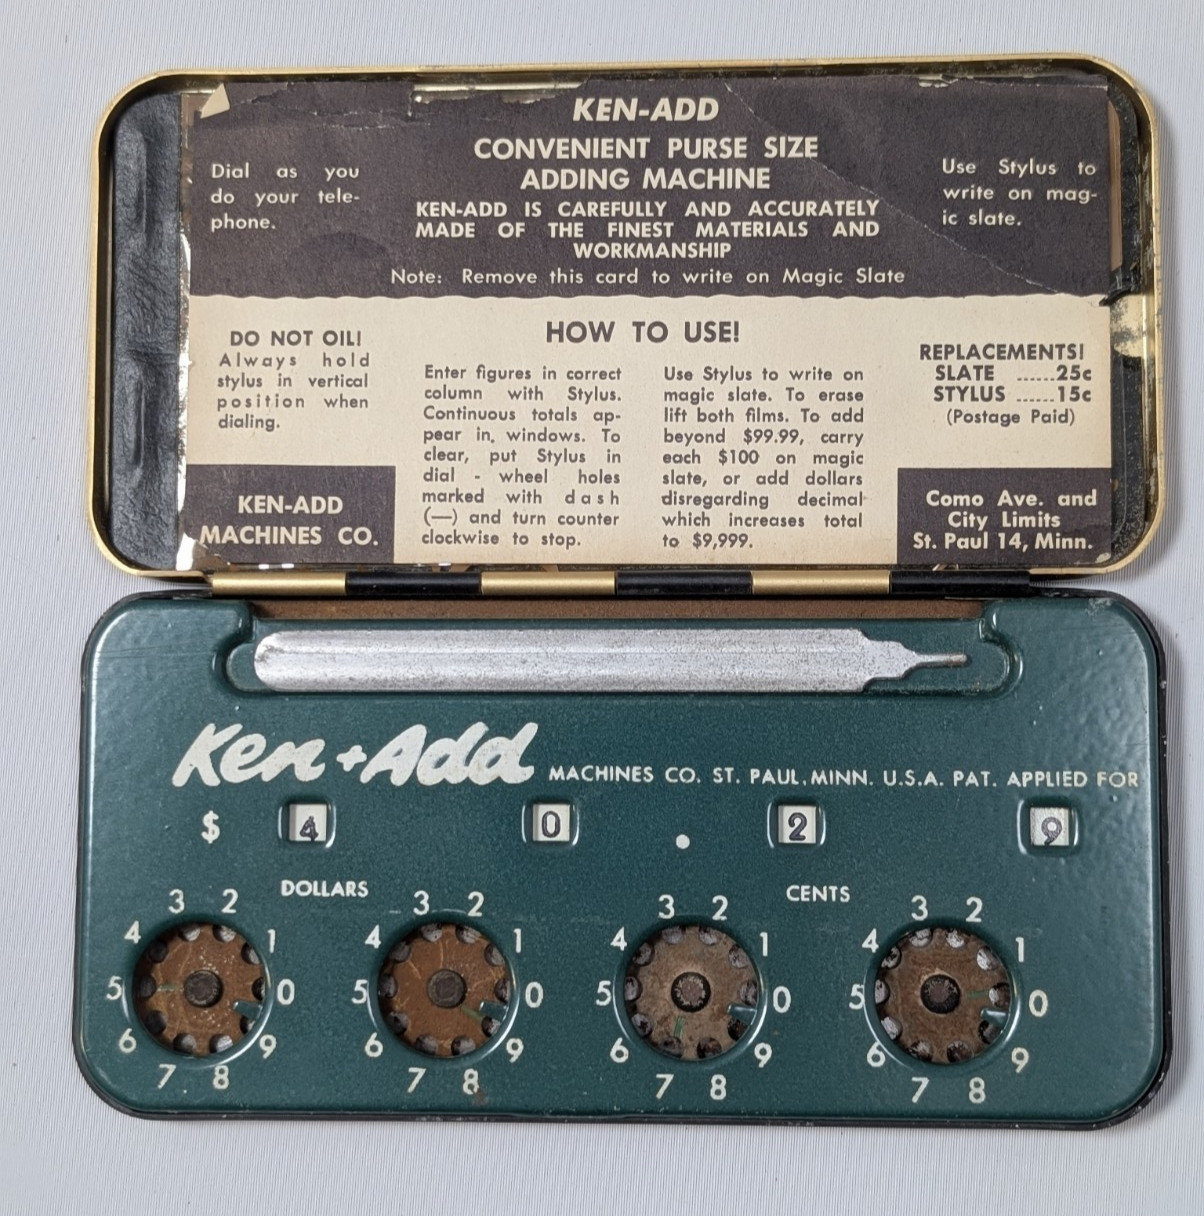 KEN-ADD
CONVENIENT PURSE SIZE
ADDING MACHINE
KEN-ADD IS CAREFULLY AND ACCURATELY
MADE OF THE FINEST MATERIALS AND
WORKMANSHIP
Note: Remove this card to write on Magic Slate
Dial as you
do your tele-
phone.
Use Stylus to
write on mag-
ic slate.
DO NOT OIL!
Always hold
stylus in vertical
position when
dialing.
HOW TO USE!
Enter figures in correct
column with Stylus.
Continuous totals ap-
pear in, windows. To
clear, put Stylus in
dial - wheel holes
marked with dash
(—) and turn counter
clockwise to stop.
Use Stylus to write on
magic slate. To erase
lift both films. To add
beyond $99.99, carry
each $100 on magic
slate, or add dollars
disregarding decimal
which increases total
to $9,999.
REPLACEMENTS!
SLATE ......25c
STYLUS ......15c
(Postage Paid)
KEN-ADD
MACHINES CO.
Como Ave. and
City Limits
St. Paul 14, Minn.
Ken+Add MACHINES CO. ST. PAUL, MINN. U.S.A. PAT. APPLIED FOR
$ 4 0 . 2 9
DOLLARS CENTS
3 2 3 2 3 2 3 2
4 1 4 1 4 1 4 1
5 0 5 0 5 0 5 0
6 9 6 9 6 9 6 9
7 8 7 8 7 8 7 8